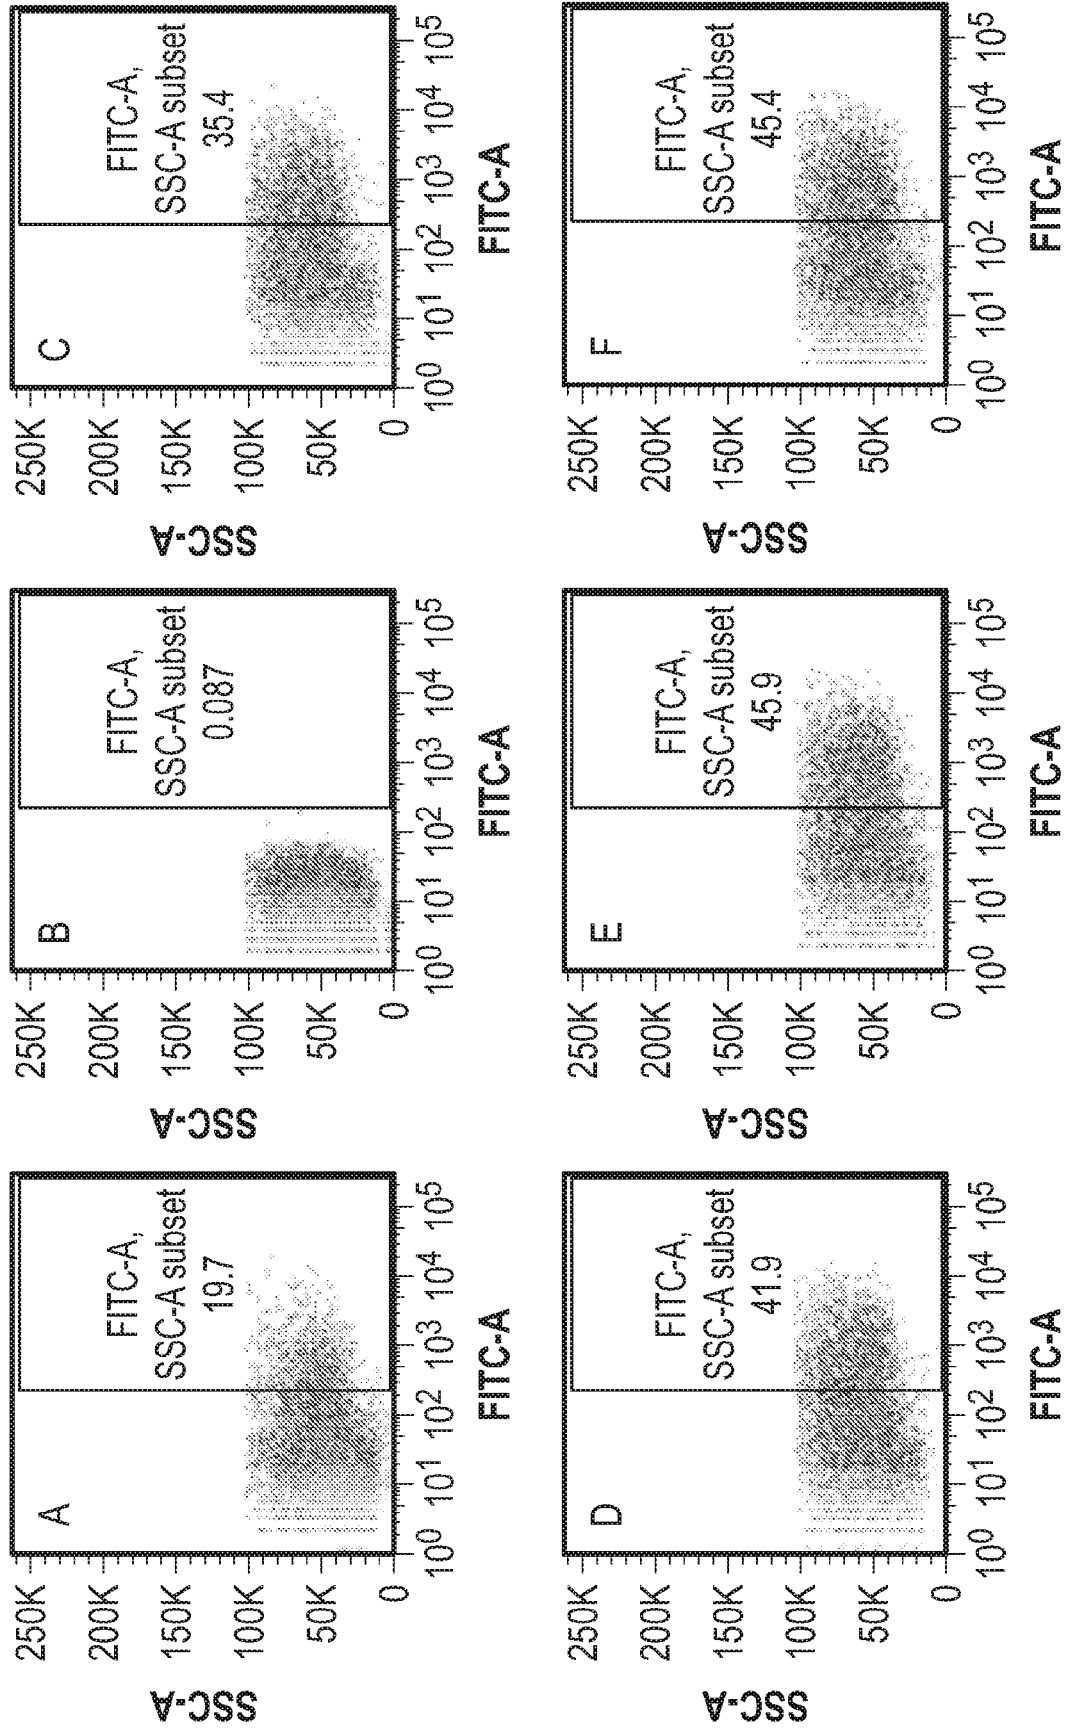 A
FITC-A,
SSC-A subset
19.7
250K
200K
150K
100K
50K
0
SSC-A
10^0 10^1 10^2 10^3 10^4 10^5
FITC-A
B
FITC-A,
SSC-A subset
0.087
250K
200K
150K
100K
50K
0
SSC-A
10^0 10^1 10^2 10^3 10^4 10^5
FITC-A
C
FITC-A,
SSC-A subset
35.4
250K
200K
150K
100K
50K
0
SSC-A
10^0 10^1 10^2 10^3 10^4 10^5
FITC-A
D
FITC-A,
SSC-A subset
41.9
250K
200K
150K
100K
50K
0
SSC-A
10^0 10^1 10^2 10^3 10^4 10^5
FITC-A
E
FITC-A,
SSC-A subset
45.9
250K
200K
150K
100K
50K
0
SSC-A
10^0 10^1 10^2 10^3 10^4 10^5
FITC-A
F
FITC-A,
SSC-A subset
45.4
250K
200K
150K
100K
50K
0
SSC-A
10^0 10^1 10^2 10^3 10^4 10^5
FITC-A